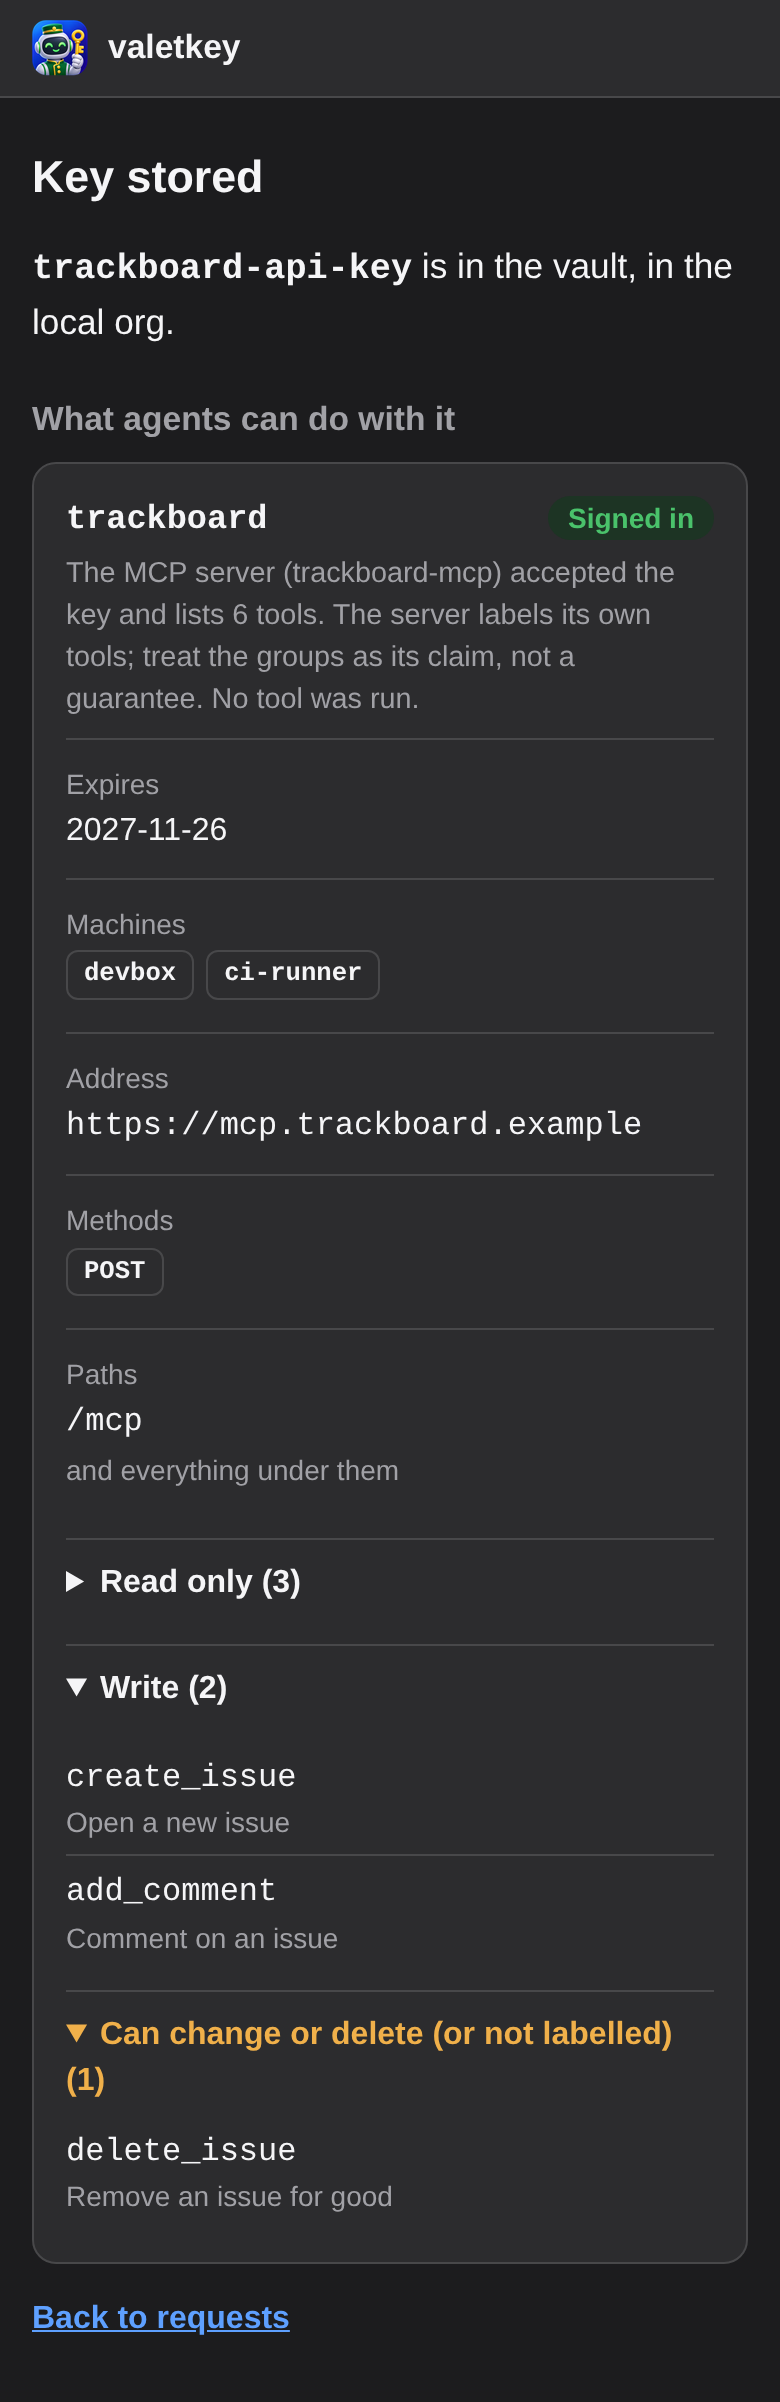 valetkey
Key stored
trackboard-api-key is in the vault, in the
local org.
What agents can do with it
trackboard
Signed in
The MCP server (trackboard-mcp) accepted the
key and lists 6 tools. The server labels its own
tools; treat the groups as its claim, not a
guarantee. No tool was run.
Expires
2027-11-26
Machines
devbox ci-runner
Address
https://mcp.trackboard.example
Methods
POST
Paths
/mcp
and everything under them
Read only (3)
Write (2)
create_issue
Open a new issue
add_comment
Comment on an issue
Can change or delete (or not labelled)
(1)
delete_issue
Remove an issue for good
Back to requests